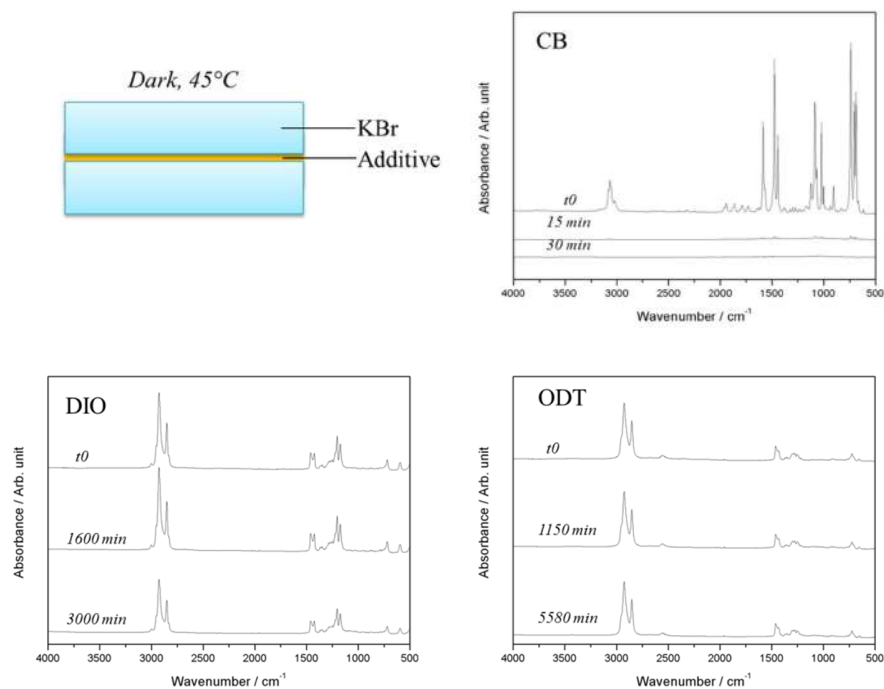 Dark, 45°C
KBr
Additive
CB
Absorbance / Arb. unit
t0
15 min
30 min
4000 3500 3000 2500 2000 1500 1000 500
Wavenumber / cm⁻¹
DIO
Absorbance / Arb. unit
t0
1600 min
3000 min
4000 3500 3000 2500 2000 1500 1000 500
Wavenumber / cm⁻¹
ODT
Absorbance / Arb. unit
t0
1150 min
5580 min
4000 3500 3000 2500 2000 1500 1000 500
Wavenumber / cm⁻¹